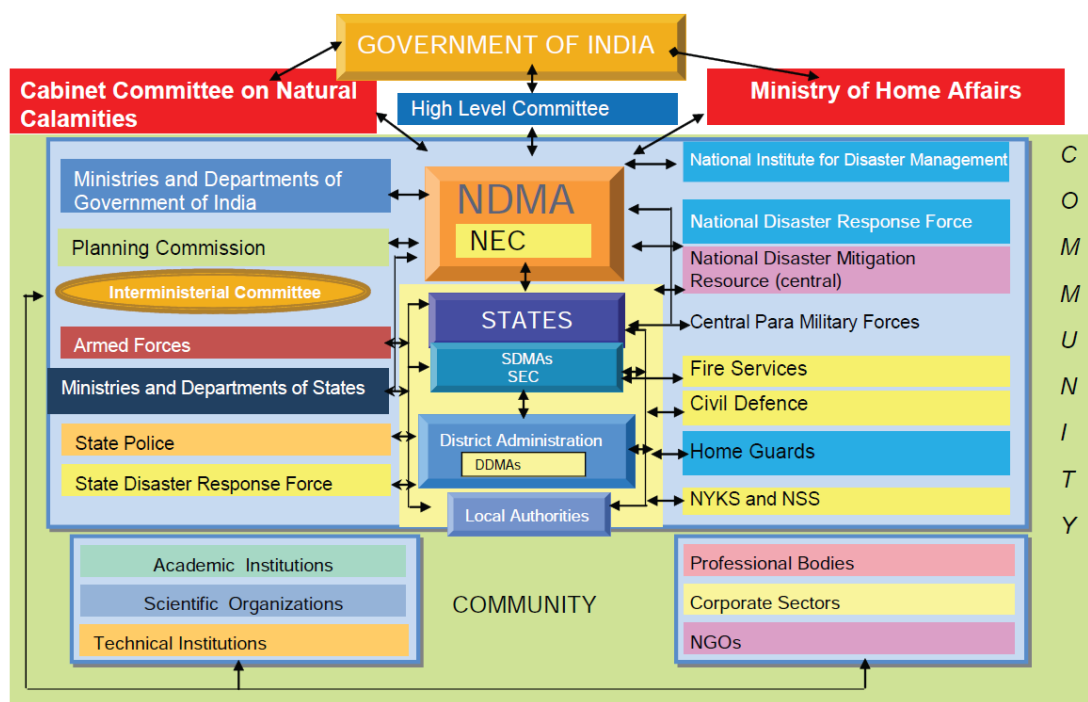 GOVERNMENT OF INDIA
Cabinet Committee on Natural
Calamities
High Level Committee
Ministry of Home Affairs
Ministries and Departments of
Government of India
Planning Commission
Interministerial Committee
Armed Forces
Ministries and Departments of States
State Police
State Disaster Response Force
NDMA
NEC
STATES
SDMAs
SEC
District Administration
DDMAs
Local Authorities
National Institute for Disaster Management
National Disaster Response Force
National Disaster Mitigation
Resource (central)
Central Para Military Forces
Fire Services
Civil Defence
Home Guards
NYKS and NSS
C
O
M
M
U
N
I
T
Y
Academic Institutions
Scientific Organizations
Technical Institutions
COMMUNITY
Professional Bodies
Corporate Sectors
NGOs